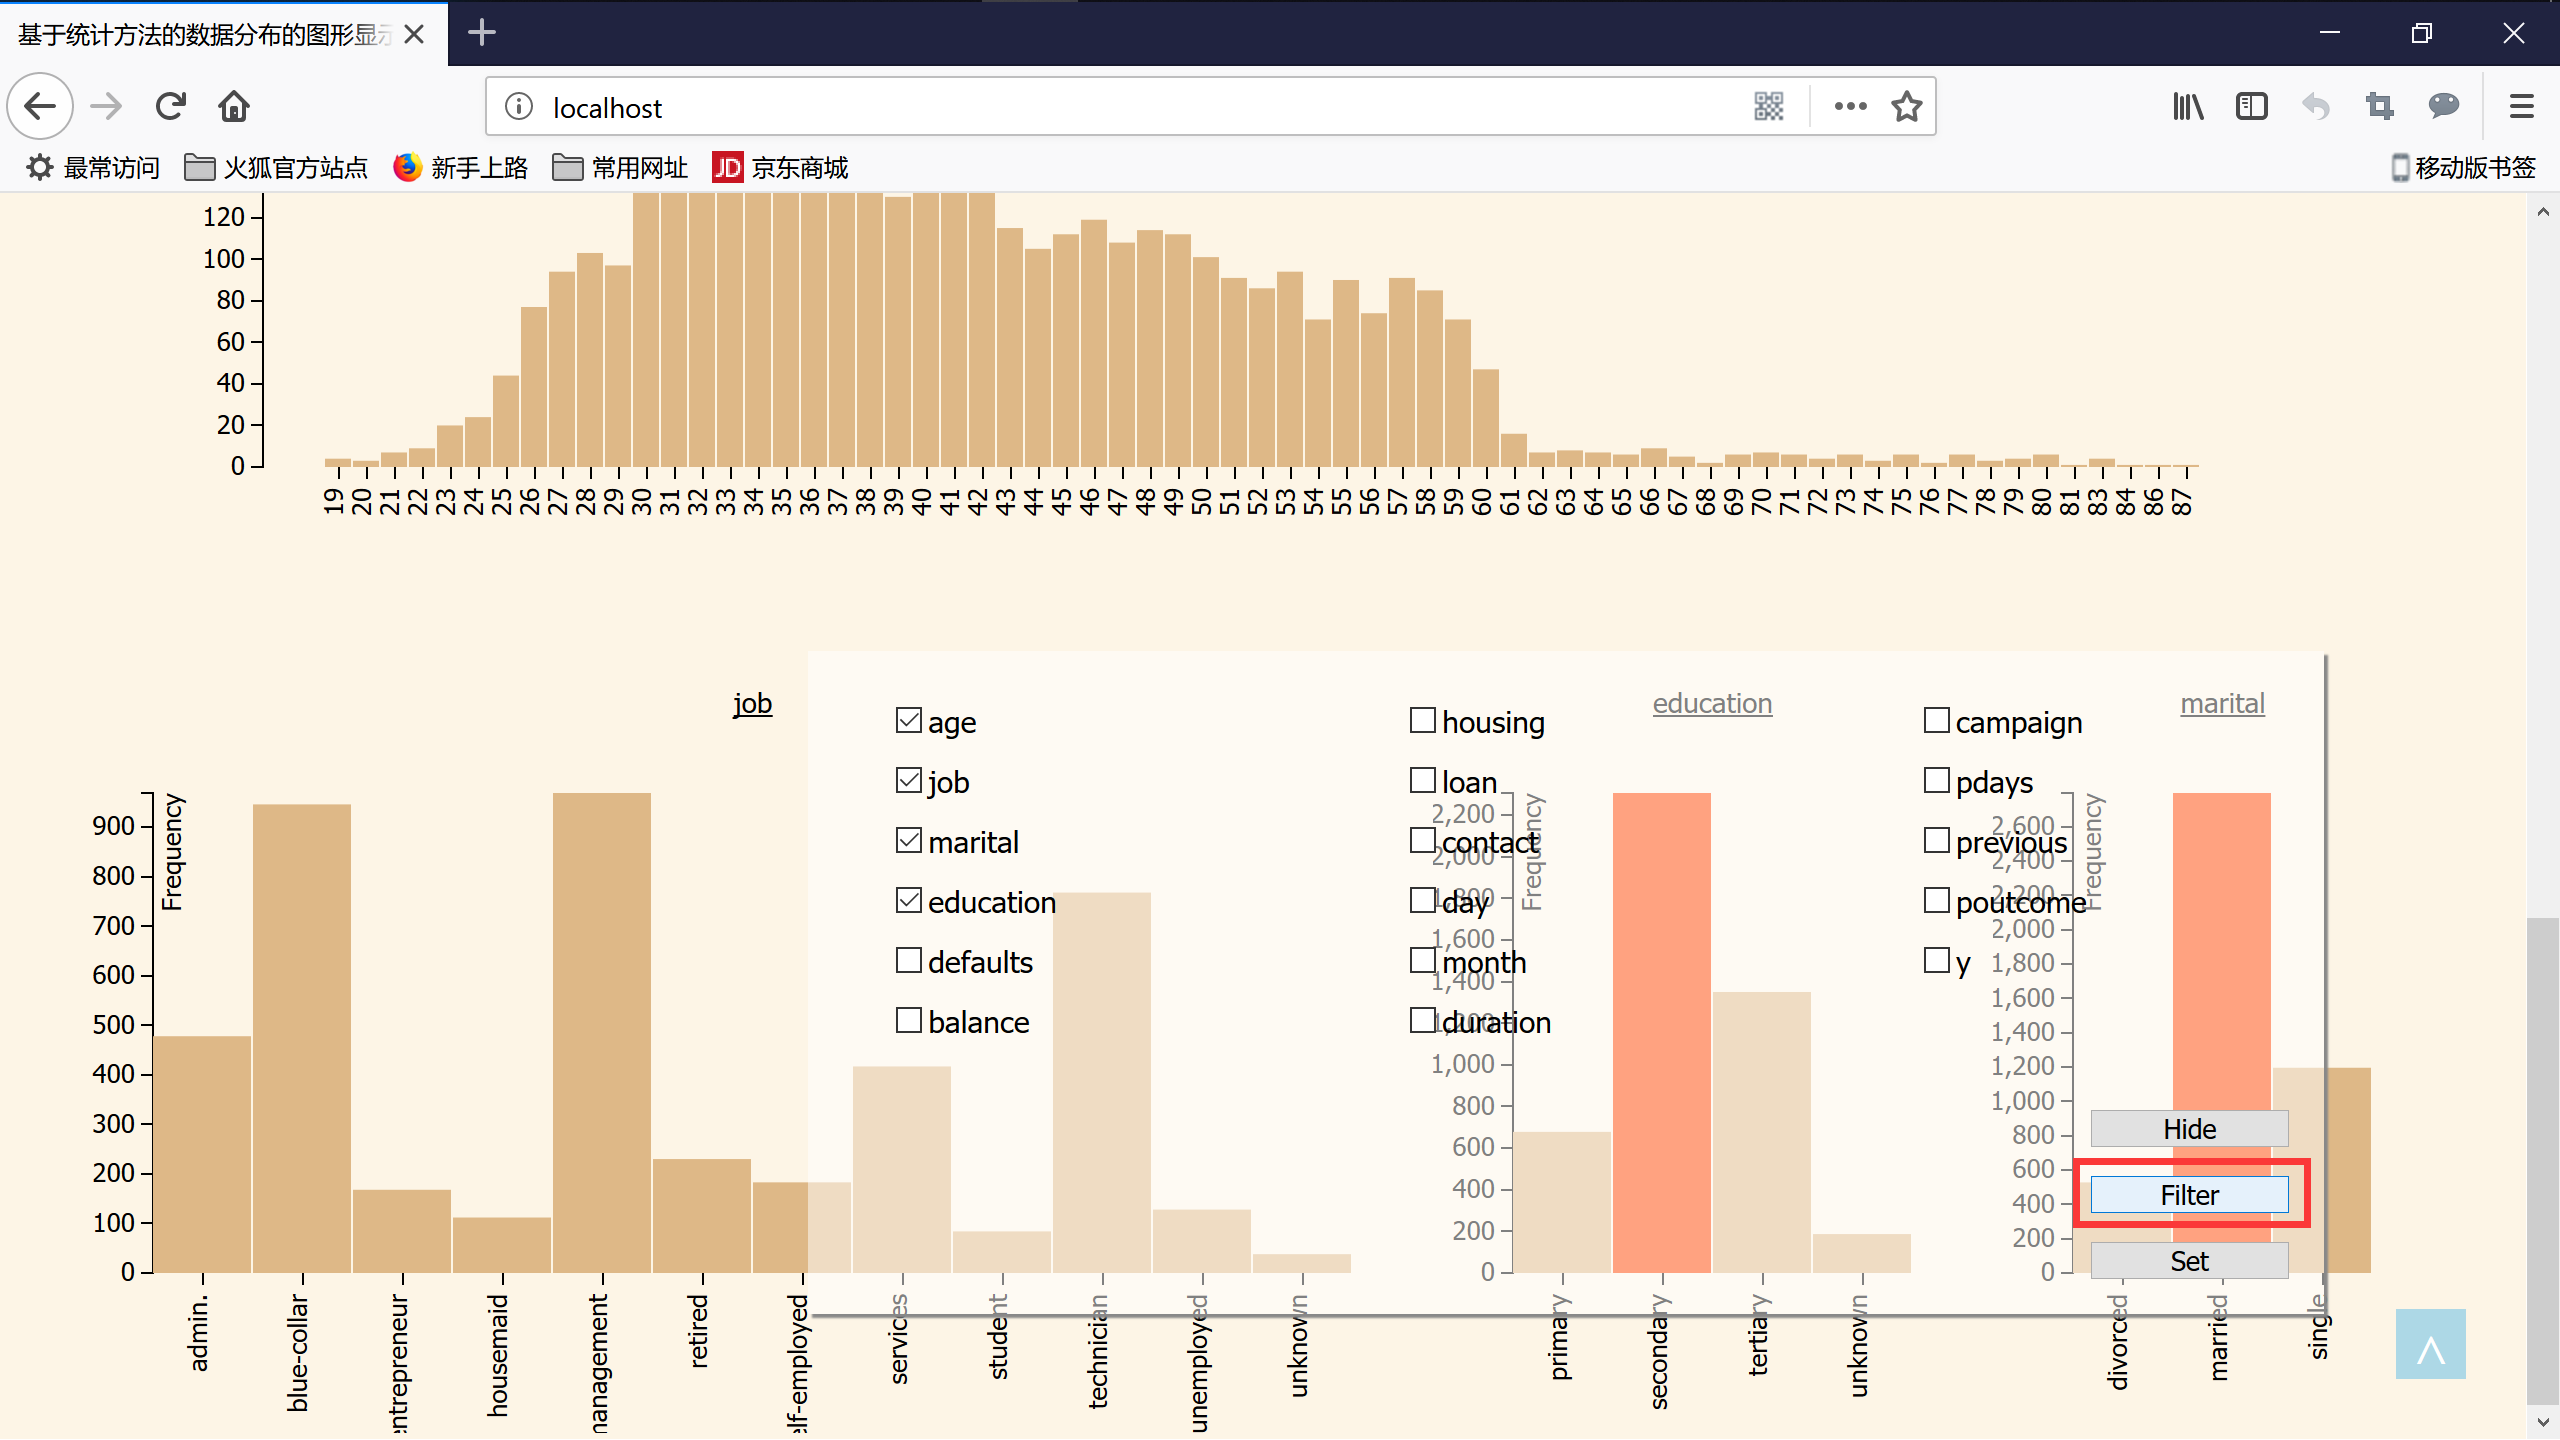 基于统计方法的数据分布的图形显示
localhost
最常访问 火狐官方站点 新手上路 常用网址 JD 京东商城 移动版书签
120
100
80
60
40
20
0
19 20 21 22 23 24 25 26 27 28 29 30 31 32 33 34 35 36 37 38 39 40 41 42 43 44 45 46 47 48 49 50 51 52 53 54 55 56 57 58 59 60 61 62 63 64 65 66 67 68 69 70 71 72 73 74 75 76 77 78 79 80 81 83 84 86 87
job
Frequency
900
800
700
600
500
400
300
200
100
0
admin. blue-collar entrepreneur housemaid management retired self-employed services student technician unemployed unknown
age
job
marital
education
defaults
balance
housing
loan
contact
day
month
duration
campaign
pdays
previous
poutcome
y
education
Frequency
2,200
2,000
1,800
1,600
1,400
1,200
1,000
800
600
400
200
0
primary secondary tertiary unknown
marital
Frequency
2,600
2,400
2,200
2,000
1,800
1,600
1,400
1,200
1,000
800
600
400
200
0
divorced married single
Hide
Filter
Set